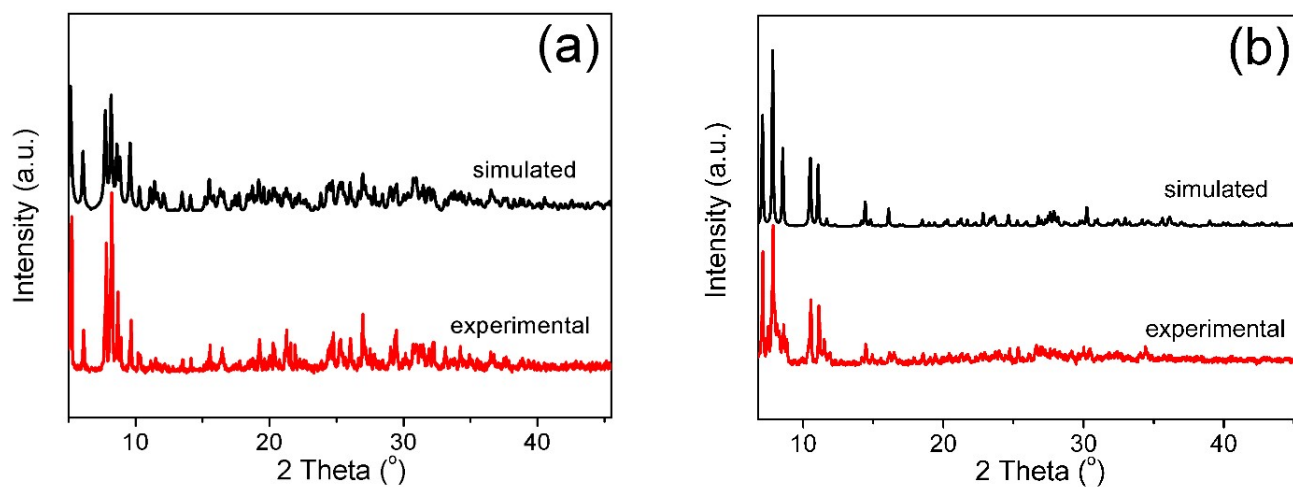 (a)
Intensity (a.u.)
simulated
experimental
10 20 30 40
2 Theta (°)
(b)
Intensity (a.u.)
simulated
experimental
10 20 30 40
2 Theta (°)